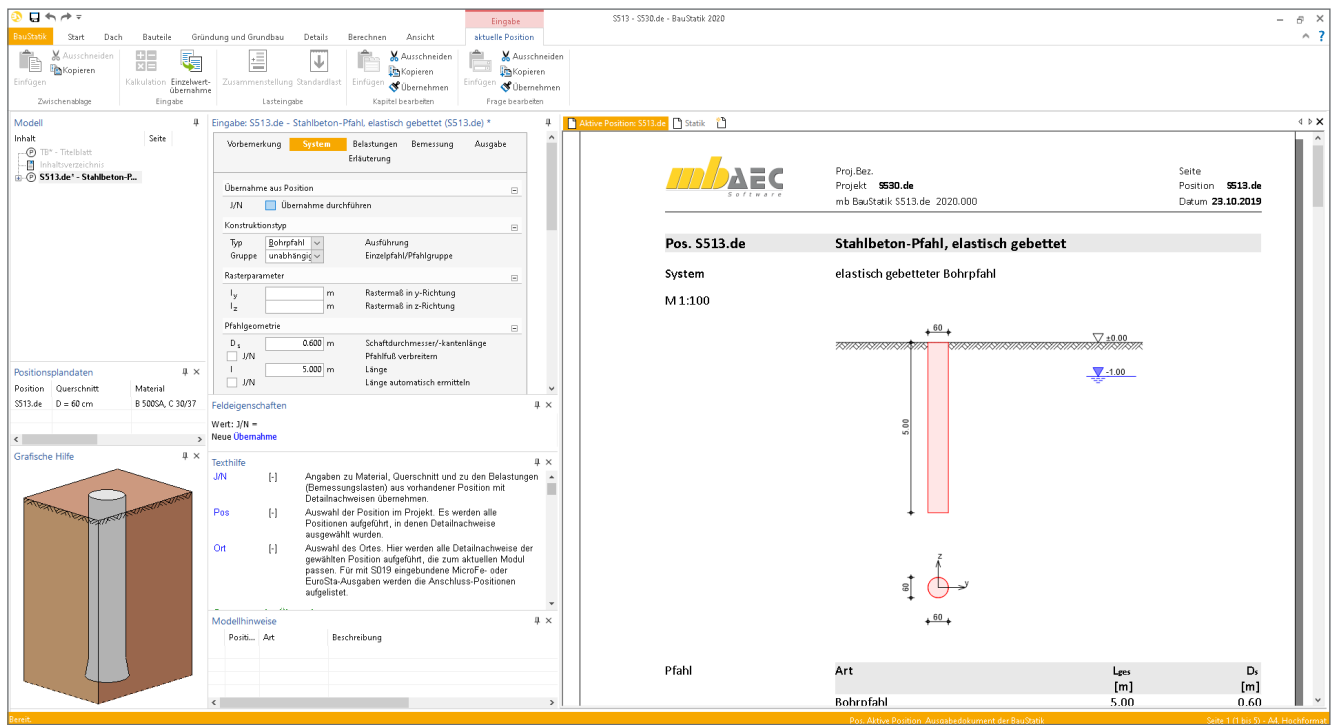 S513 - S530.de - BauStatik 2020
Eingabe
BauStatik Start Dach Bauteile Gründung und Grundbau Details Berechnen Ansicht aktuelle Position
Einfügen
Ausschneiden
Kopieren
Zwischenablage
Kalkulation
Einzelwert-
übernahme
Eingabe
Zusammenstellung
Standardlast
Lasteingabe
Einfügen
Ausschneiden
Kopieren
Übernehmen
Kapitel bearbeiten
Einfügen
Ausschneiden
Kopieren
Übernehmen
Frage bearbeiten
Modell
Inhalt Seite
TB* - Titelblatt
Inhaltsverzeichnis
S513.de* - Stahlbeton-P...
Positionsplandaten
Position Querschnitt Material
S513.de D = 60 cm B 500SA, C 30/37
Grafische Hilfe
Eingabe: S513.de - Stahlbeton-Pfahl, elastisch gebettet (S513.de) *
Vorbemerkung System Belastungen Bemessung Ausgabe
Erläuterung
Übernahme aus Position
J/N Übernahme durchführen
Konstruktionstyp
Typ Bohrpfahl Ausführung
Gruppe unabhängig Einzelpfahl/Pfahlgruppe
Rasterparameter
ly m Rastermaß in y-Richtung
lz m Rastermaß in z-Richtung
Pfahlgeometrie
Ds 0.600 m Schaftdurchmesser/-kantenlänge
J/N Pfahlfuß verbreitern
l 5.000 m Länge
J/N Länge automatisch ermitteln
Feldeigenschaften
Wert: J/N =
Neue Übernahme
Texthilfe
J/N [-] Angaben zu Material, Querschnitt und zu den Belastungen
(Bemessungslasten) aus vorhandener Position mit
Detailnachweisen übernehmen.
Pos [-] Auswahl der Position im Projekt. Es werden alle
Positionen aufgeführt, in denen Detailnachweise
ausgewählt wurden.
Ort [-] Auswahl des Ortes. Hier werden alle Detailnachweise der
gewählten Position aufgeführt, die zum aktuellen Modul
passen. Für mit S019 eingebundene MicroFe- oder
EuroSta-Ausgaben werden die Anschluss-Positionen
aufgelistet.
Modellhinweise
Positi... Art Beschreibung
Aktive Position: S513.de Statik
mb AEC
Software
Proj.Bez. Seite
Projekt S530.de Position S513.de
mb BauStatik S513.de 2020.000 Datum 23.10.2019
Pos. S513.de Stahlbeton-Pfahl, elastisch gebettet
System elastisch gebetteter Bohrpfahl
M 1:100
60
±0.00
-1.00
5.00
z
60
y
60
Pfahl Art Lges Ds
[m] [m]
Bohrpfahl 5.00 0.60
Bereit. Pos. Aktive Position Ausgabedokument der BauStatik Seite 1 (1 bis 5) - A4, Hochformat